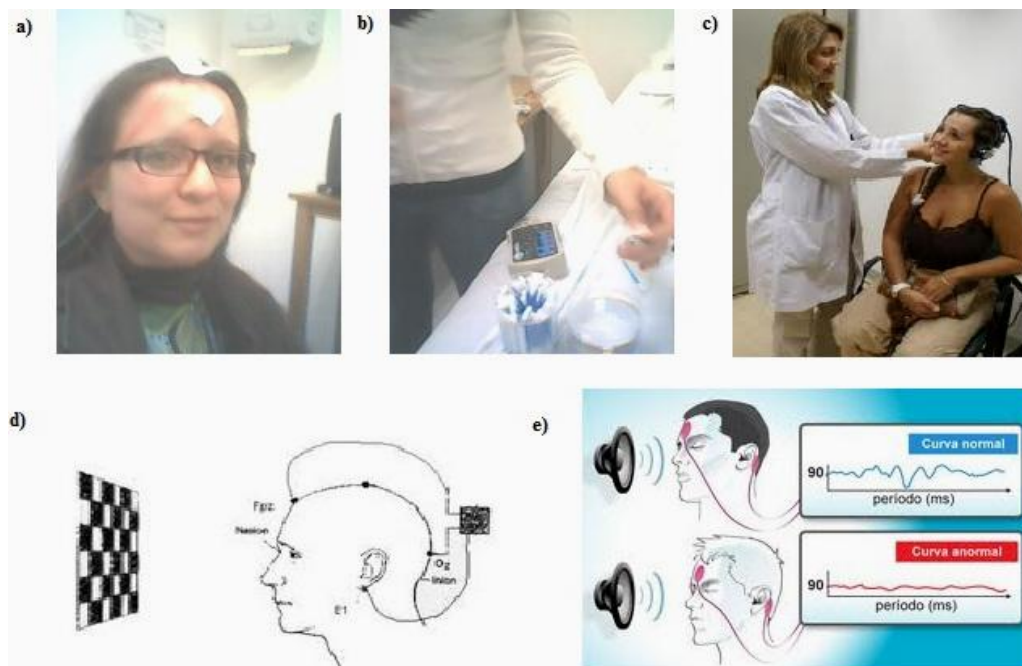 a)
b)
c)
d)
Fpz
Nasion
Oz
Inion
E1
e)
Curva normal
90
período (ms)
Curva anormal
90
período (ms)